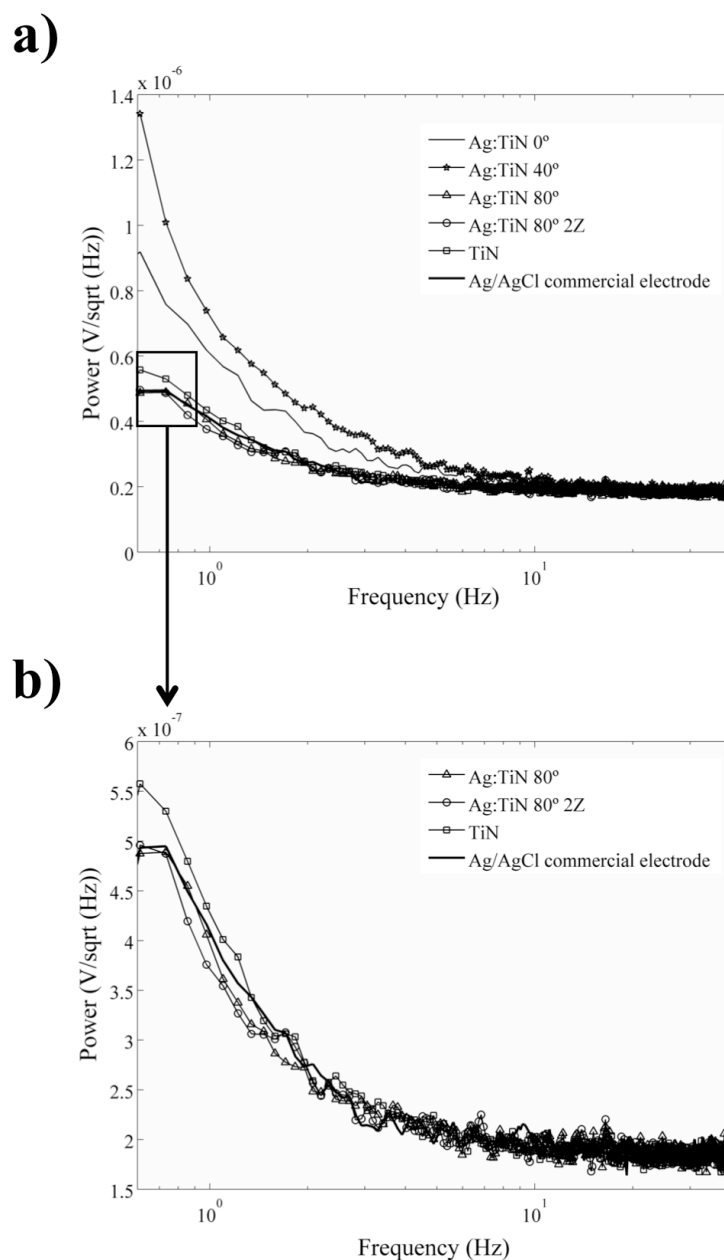 a)
x 10^-6
1.4
1.2
1
0.8
0.6
0.4
0.2
0
Power (V/sqrt (Hz))
Ag:TiN 0º
Ag:TiN 40º
Ag:TiN 80º
Ag:TiN 80º 2Z
TiN
Ag/AgCl commercial electrode
10^0
10^1
Frequency (Hz)
b)
x 10^-7
6
5.5
5
4.5
4
3.5
3
2.5
2
1.5
Power (V/sqrt (Hz))
Ag:TiN 80º
Ag:TiN 80º 2Z
TiN
Ag/AgCl commercial electrode
10^0
10^1
Frequency (Hz)